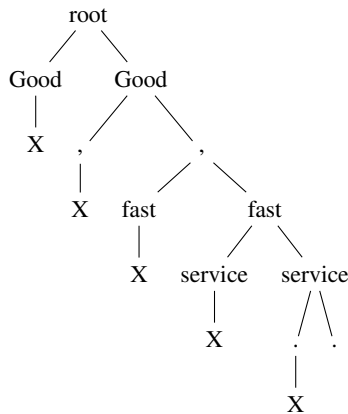 root
Good Good
X , ,
X fast fast
X service service
X . .
X